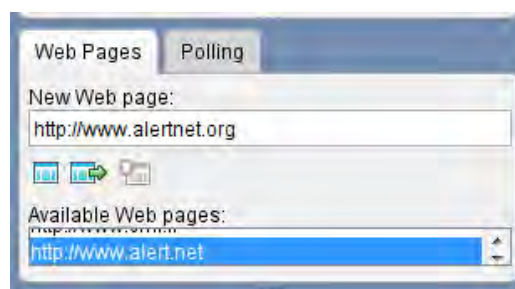 Web Pages Polling
New Web page:
http://www.alertnet.org
Available Web pages:
http://www.alert.net